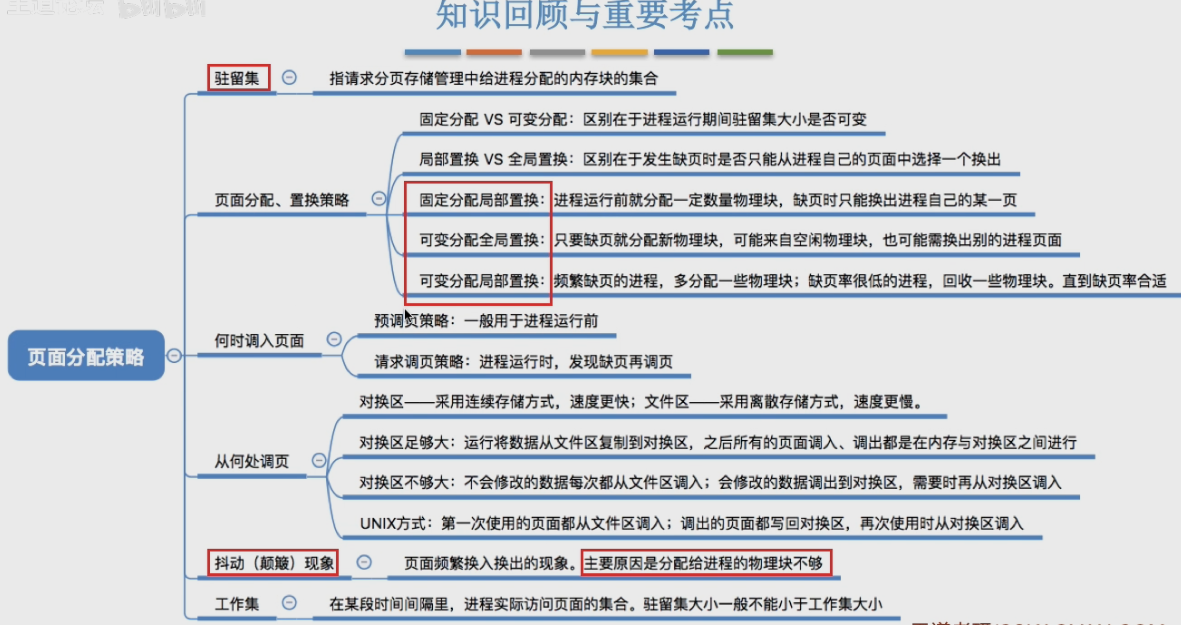 知识回顾与重要考点
驻留集
指请求分页存储管理中给进程分配的内存块的集合
固定分配 VS 可变分配：区别在于进程运行期间驻留集大小是否可变
局部置换 VS 全局置换：区别在于发生缺页时是否只能从进程自己的页面中选择一个换出
页面分配、置换策略
固定分配局部置换：进程运行前就分配一定数量物理块，缺页时只能换出进程自己的某一页
可变分配全局置换：只要缺页就分配新物理块，可能来自空闲物理块，也可能需换出别的进程页面
可变分配局部置换：频繁缺页的进程，多分配一些物理块；缺页率很低的进程，回收一些物理块。直到缺页率合适
页面分配策略
何时调入页面
预调页策略：一般用于进程运行前
请求调页策略：进程运行时，发现缺页再调页
从何处调页
对换区——采用连续存储方式，速度更快；文件区——采用离散存储方式，速度更慢。
对换区足够大：运行将数据从文件区复制到对换区，之后所有的页面调入、调出都是在内存与对换区之间进行
对换区不够大：不会修改的数据每次都从文件区调入；会修改的数据调出到对换区，需要时再从对换区调入
UNIX方式：第一次使用的页面都从文件区调入；调出的页面都写回对换区，再次使用时从对换区调入
抖动（颠簸）现象
页面频繁换入换出的现象。主要原因是分配给进程的物理块不够
工作集
在某段时间间隔里，进程实际访问页面的集合。驻留集大小一般不能小于工作集大小